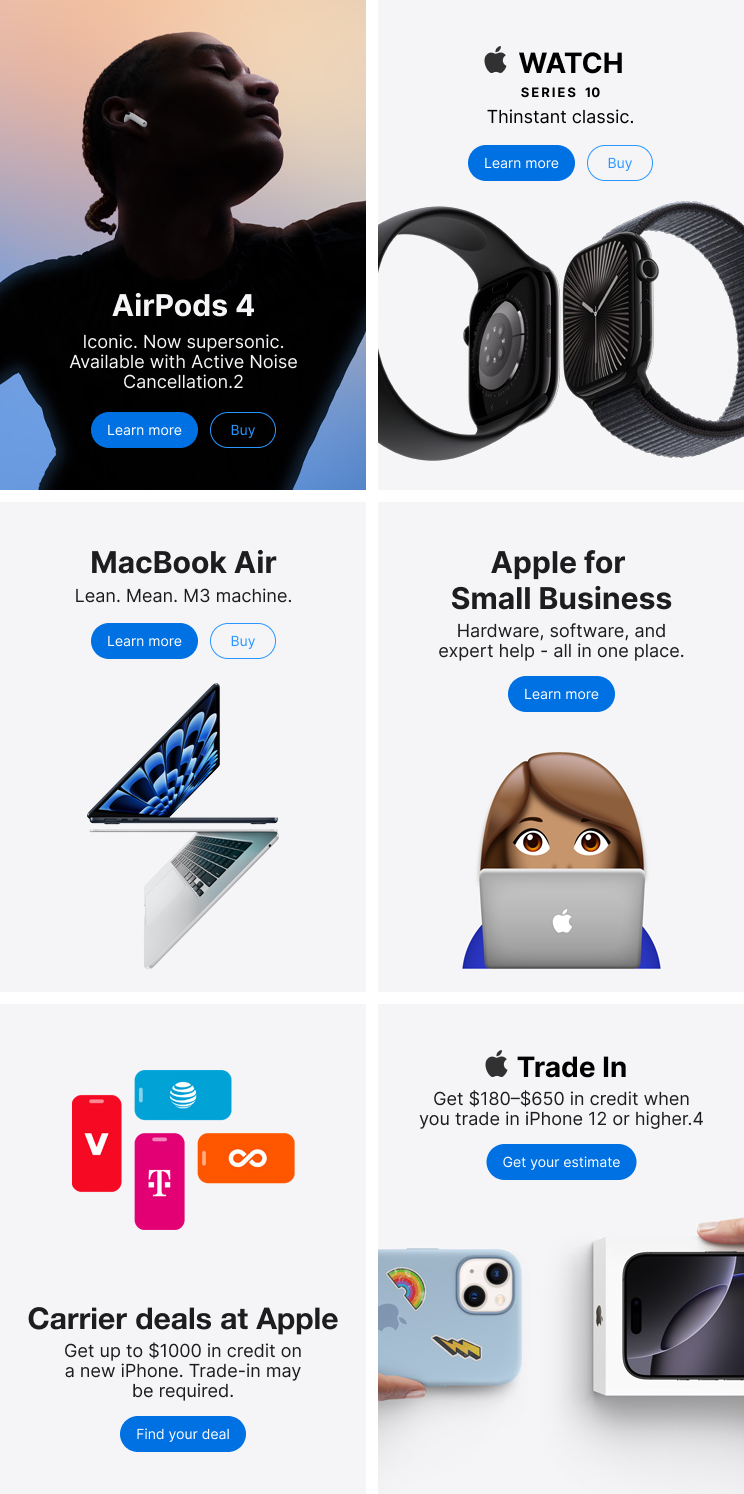 AirPods 4
Iconic. Now supersonic.
Available with Active Noise
Cancellation.2
Learn more
Buy
WATCH
SERIES 10
Thinstant classic.
Learn more
Buy
MacBook Air
Lean. Mean. M3 machine.
Learn more
Buy
Apple for
Small Business
Hardware, software, and
expert help - all in one place.
Learn more
V
T
Carrier deals at Apple
Get up to $1000 in credit on
a new iPhone. Trade-in may
be required.
Find your deal
Trade In
Get $180–$650 in credit when
you trade in iPhone 12 or higher.4
Get your estimate